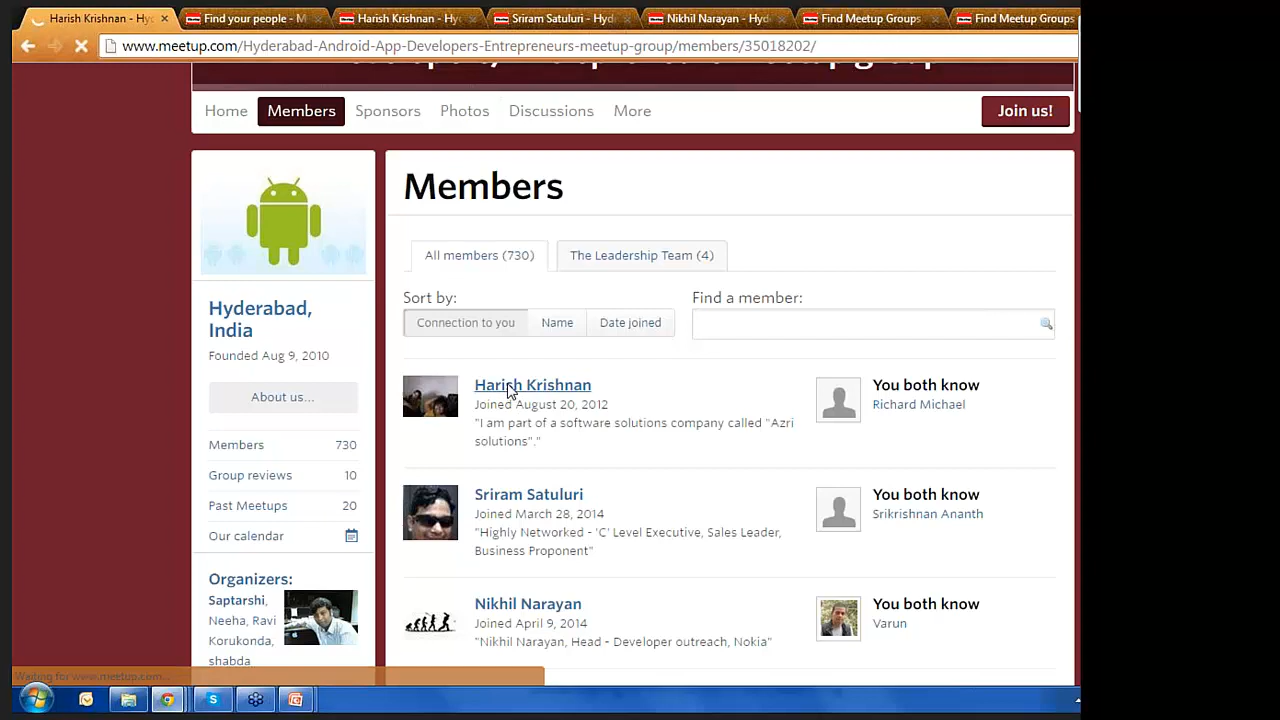 Harish Krishnan - Hy
Find your people - M
Harish Krishnan - Hy
Sriram Satuluri - Hyd
Nikhil Narayan - Hyd
Find Meetup Groups
Find Meetup Groups
www.meetup.com/Hyderabad-Android-App-Developers-Entrepreneurs-meetup-group/members/35018202/
Home
Members
Sponsors
Photos
Discussions
More
Join us!
Hyderabad,
India
Founded Aug 9, 2010
About us...
Members 730
Group reviews 10
Past Meetups 20
Our calendar
Organizers:
Saptarshi,
Neeha, Ravi
Korukonda,
shabda
Members
All members (730)
The Leadership Team (4)
Sort by:
Connection to you
Name
Date joined
Find a member:
Harish Krishnan
Joined August 20, 2012
"I am part of a software solutions company called "Azri
solutions"."
You both know
Richard Michael
Sriram Satuluri
Joined March 28, 2014
"Highly Networked - 'C' Level Executive, Sales Leader,
Business Proponent"
You both know
Srikrishnan Ananth
Nikhil Narayan
Joined April 9, 2014
"Nikhil Narayan, Head - Developer outreach, Nokia"
You both know
Varun
Waiting for www.meetup.com...